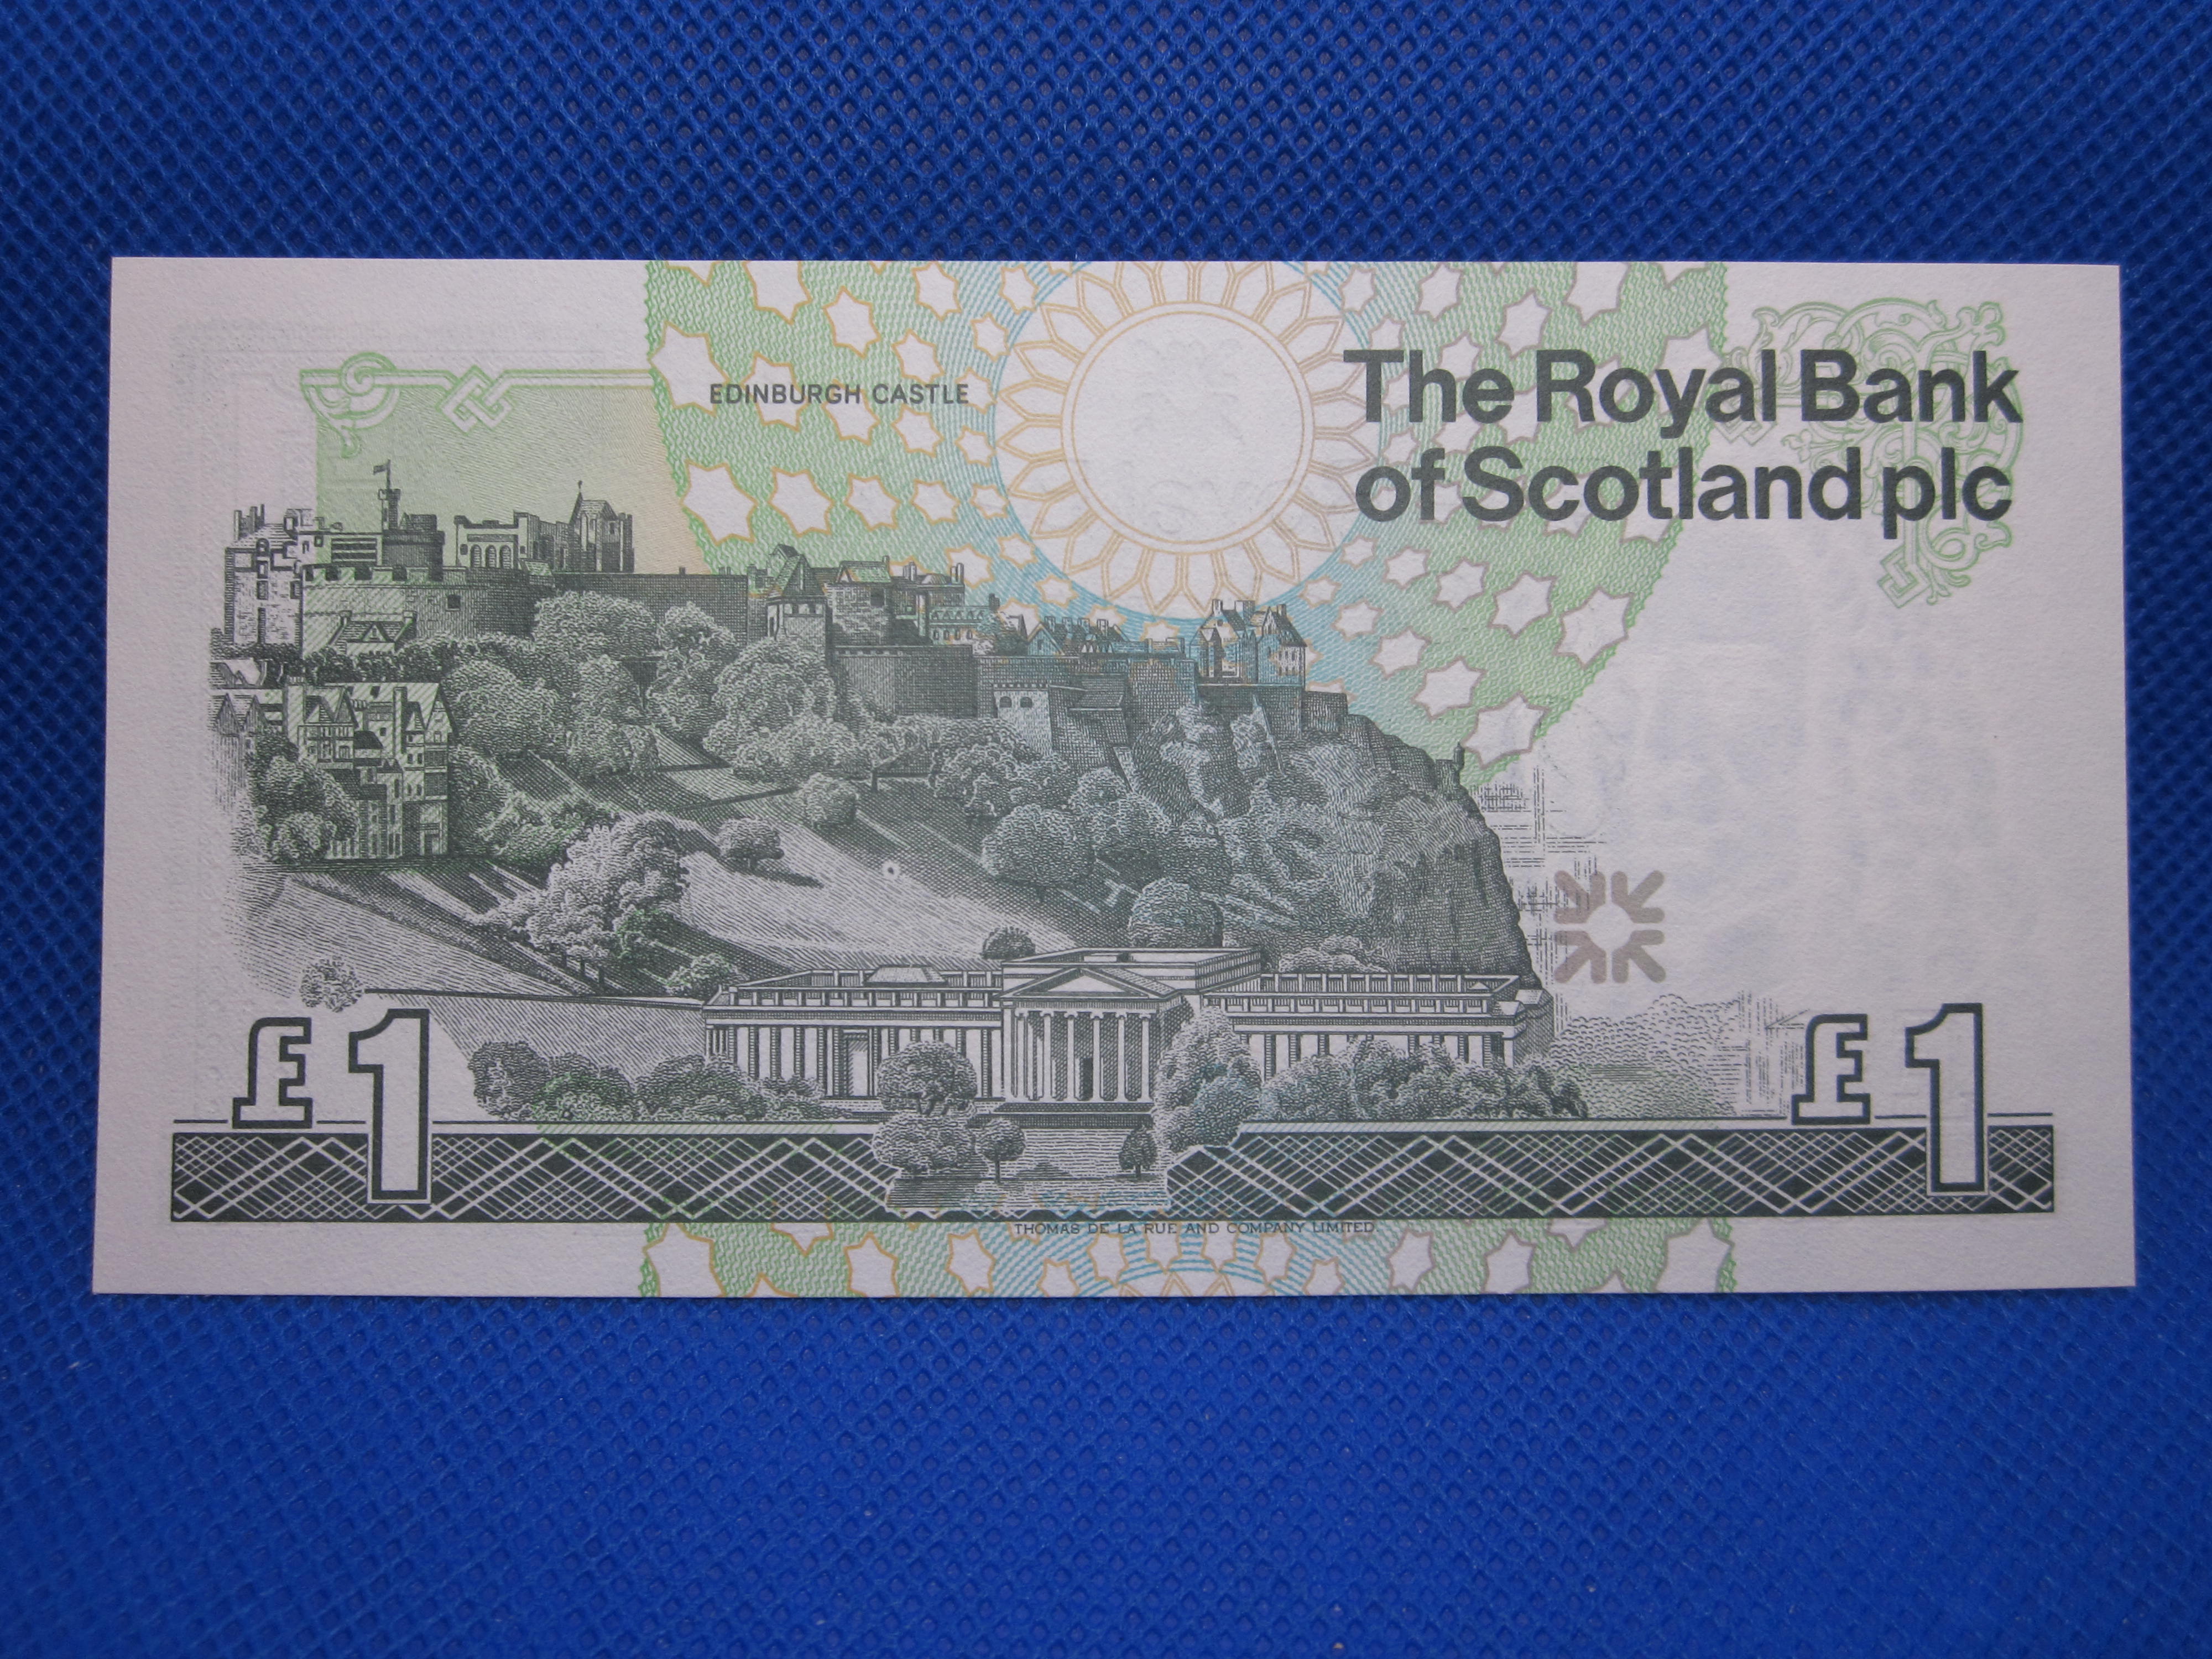 EDINBURGH CASTLE
The Royal Bank
of Scotland plc
£1
£1
THOMAS DE LA RUE AND COMPANY LIMITED